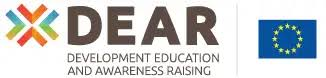 DEAR
DEVELOPMENT EDUCATION
AND AWARENESS RAISING